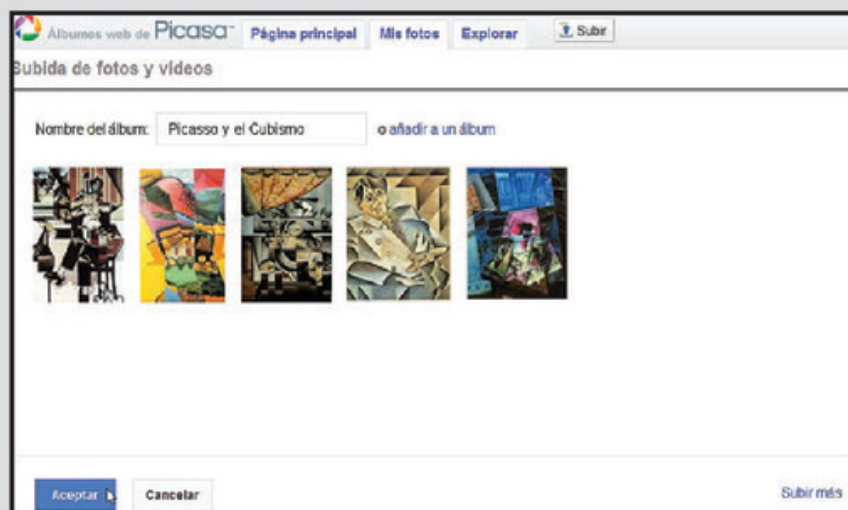 Álbumes web de Picasa™ Página principal Mis fotos Explorar Subir
Subida de fotos y vídeos
Nombre del álbum: Picasso y el Cubismo o añadir a un álbum
Aceptar Cancelar Subir más